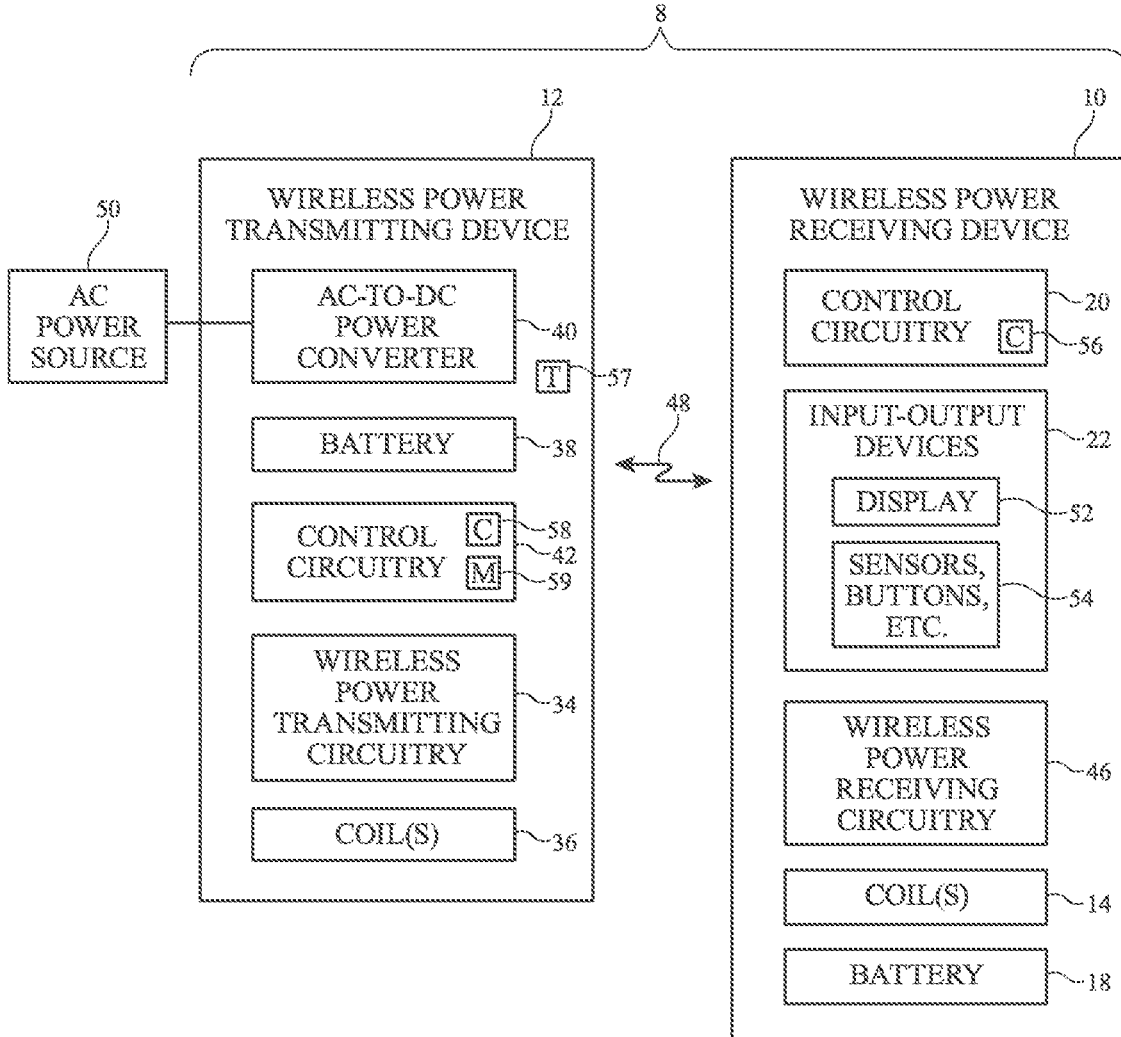 8
12
WIRELESS POWER
TRANSMITTING DEVICE
50
AC
POWER
SOURCE
AC-TO-DC
POWER
CONVERTER
40
T
57
BATTERY
38
CONTROL
CIRCUITRY
C
58
42
M
59
WIRELESS
POWER
TRANSMITTING
CIRCUITRY
34
COIL(S)
36
48
10
WIRELESS POWER
RECEIVING DEVICE
CONTROL
CIRCUITRY
20
C
56
INPUT-OUTPUT
DEVICES
22
DISPLAY
52
SENSORS,
BUTTONS,
ETC.
54
WIRELESS
POWER
RECEIVING
CIRCUITRY
46
COIL(S)
14
BATTERY
18